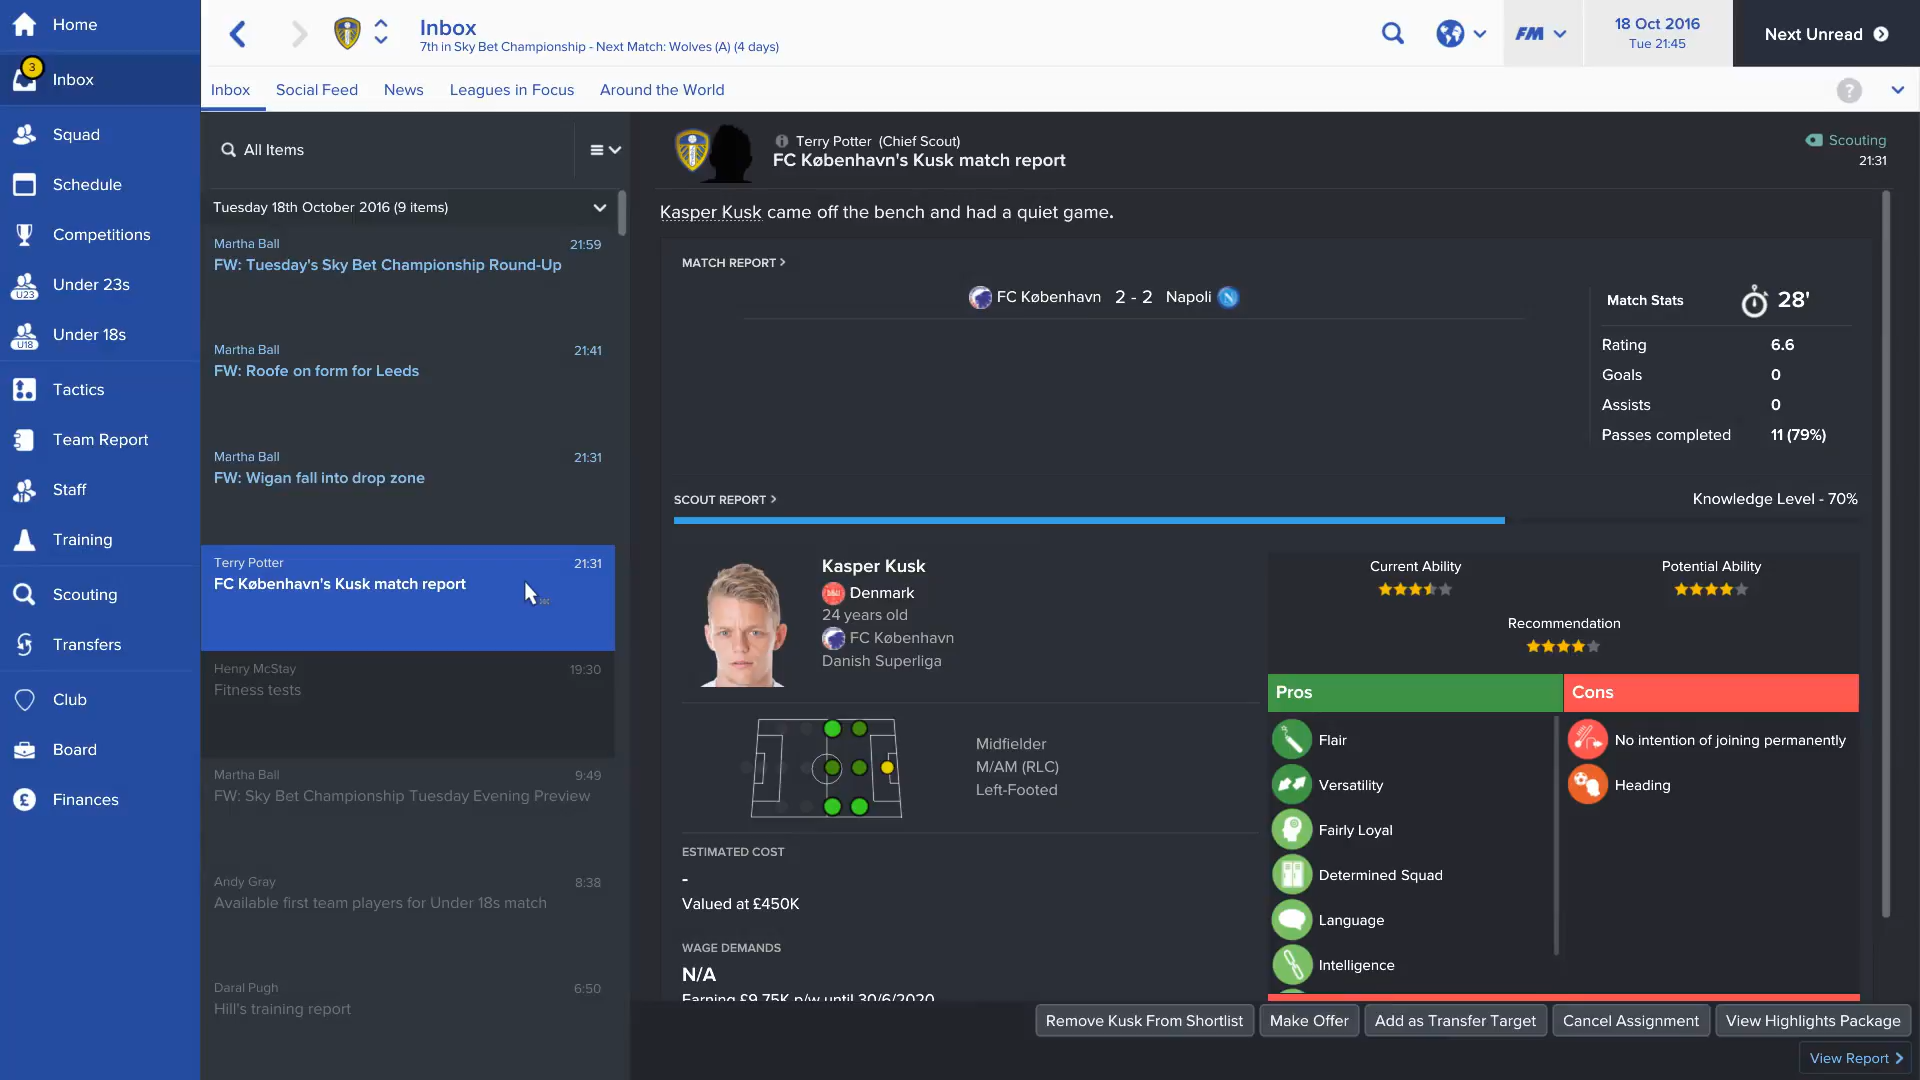 Home
3
Inbox
Squad
Schedule
Competitions
U23
Under 23s
U18
Under 18s
Tactics
Team Report
Staff
Training
Scouting
Transfers
Club
Board
£ Finances
Inbox
7th in Sky Bet Championship - Next Match: Wolves (A) (4 days)
FM
18 Oct 2016
Tue 21:45
Next Unread
Inbox Social Feed News Leagues in Focus Around the World
?
All Items
Tuesday 18th October 2016 (9 items)
Martha Ball 21:59
FW: Tuesday's Sky Bet Championship Round-Up
Martha Ball 21:41
FW: Roofe on form for Leeds
Martha Ball 21:31
FW: Wigan fall into drop zone
Terry Potter 21:31
FC København's Kusk match report
Henry McStay 19:30
Fitness tests
Martha Ball 9:49
FW: Sky Bet Championship Tuesday Evening Preview
Andy Gray 8:38
Available first team players for Under 18s match
Daral Pugh 6:50
Hill's training report
Terry Potter (Chief Scout)
FC København's Kusk match report
Scouting
21:31
Kasper Kusk came off the bench and had a quiet game.
MATCH REPORT >
FC København 2 - 2 Napoli N
Match Stats 28'
Rating 6.6
Goals 0
Assists 0
Passes completed 11 (79%)
SCOUT REPORT >
Knowledge Level - 70%
Kasper Kusk
Denmark
24 years old
FC København
Danish Superliga
Midfielder
M/AM (RLC)
Left-Footed
ESTIMATED COST
-
Valued at £450K
WAGE DEMANDS
N/A
Earning £9.75K p/w until 30/6/2020
Current Ability
Potential Ability
Recommendation
Pros
Flair
Versatility
Fairly Loyal
Determined Squad
Language
Intelligence
Cons
No intention of joining permanently
Heading
Remove Kusk From Shortlist
Make Offer
Add as Transfer Target
Cancel Assignment
View Highlights Package
View Report >